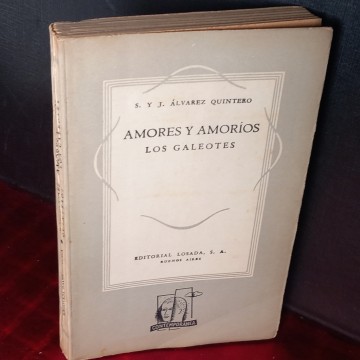 S. Y J. ÁLVAREZ QUINTERO
AMORES Y AMORÍOS
LOS GALEOTES
EDITORIAL LOSADA, S. A.
BUENOS AIRES
CONTEMPORANEA